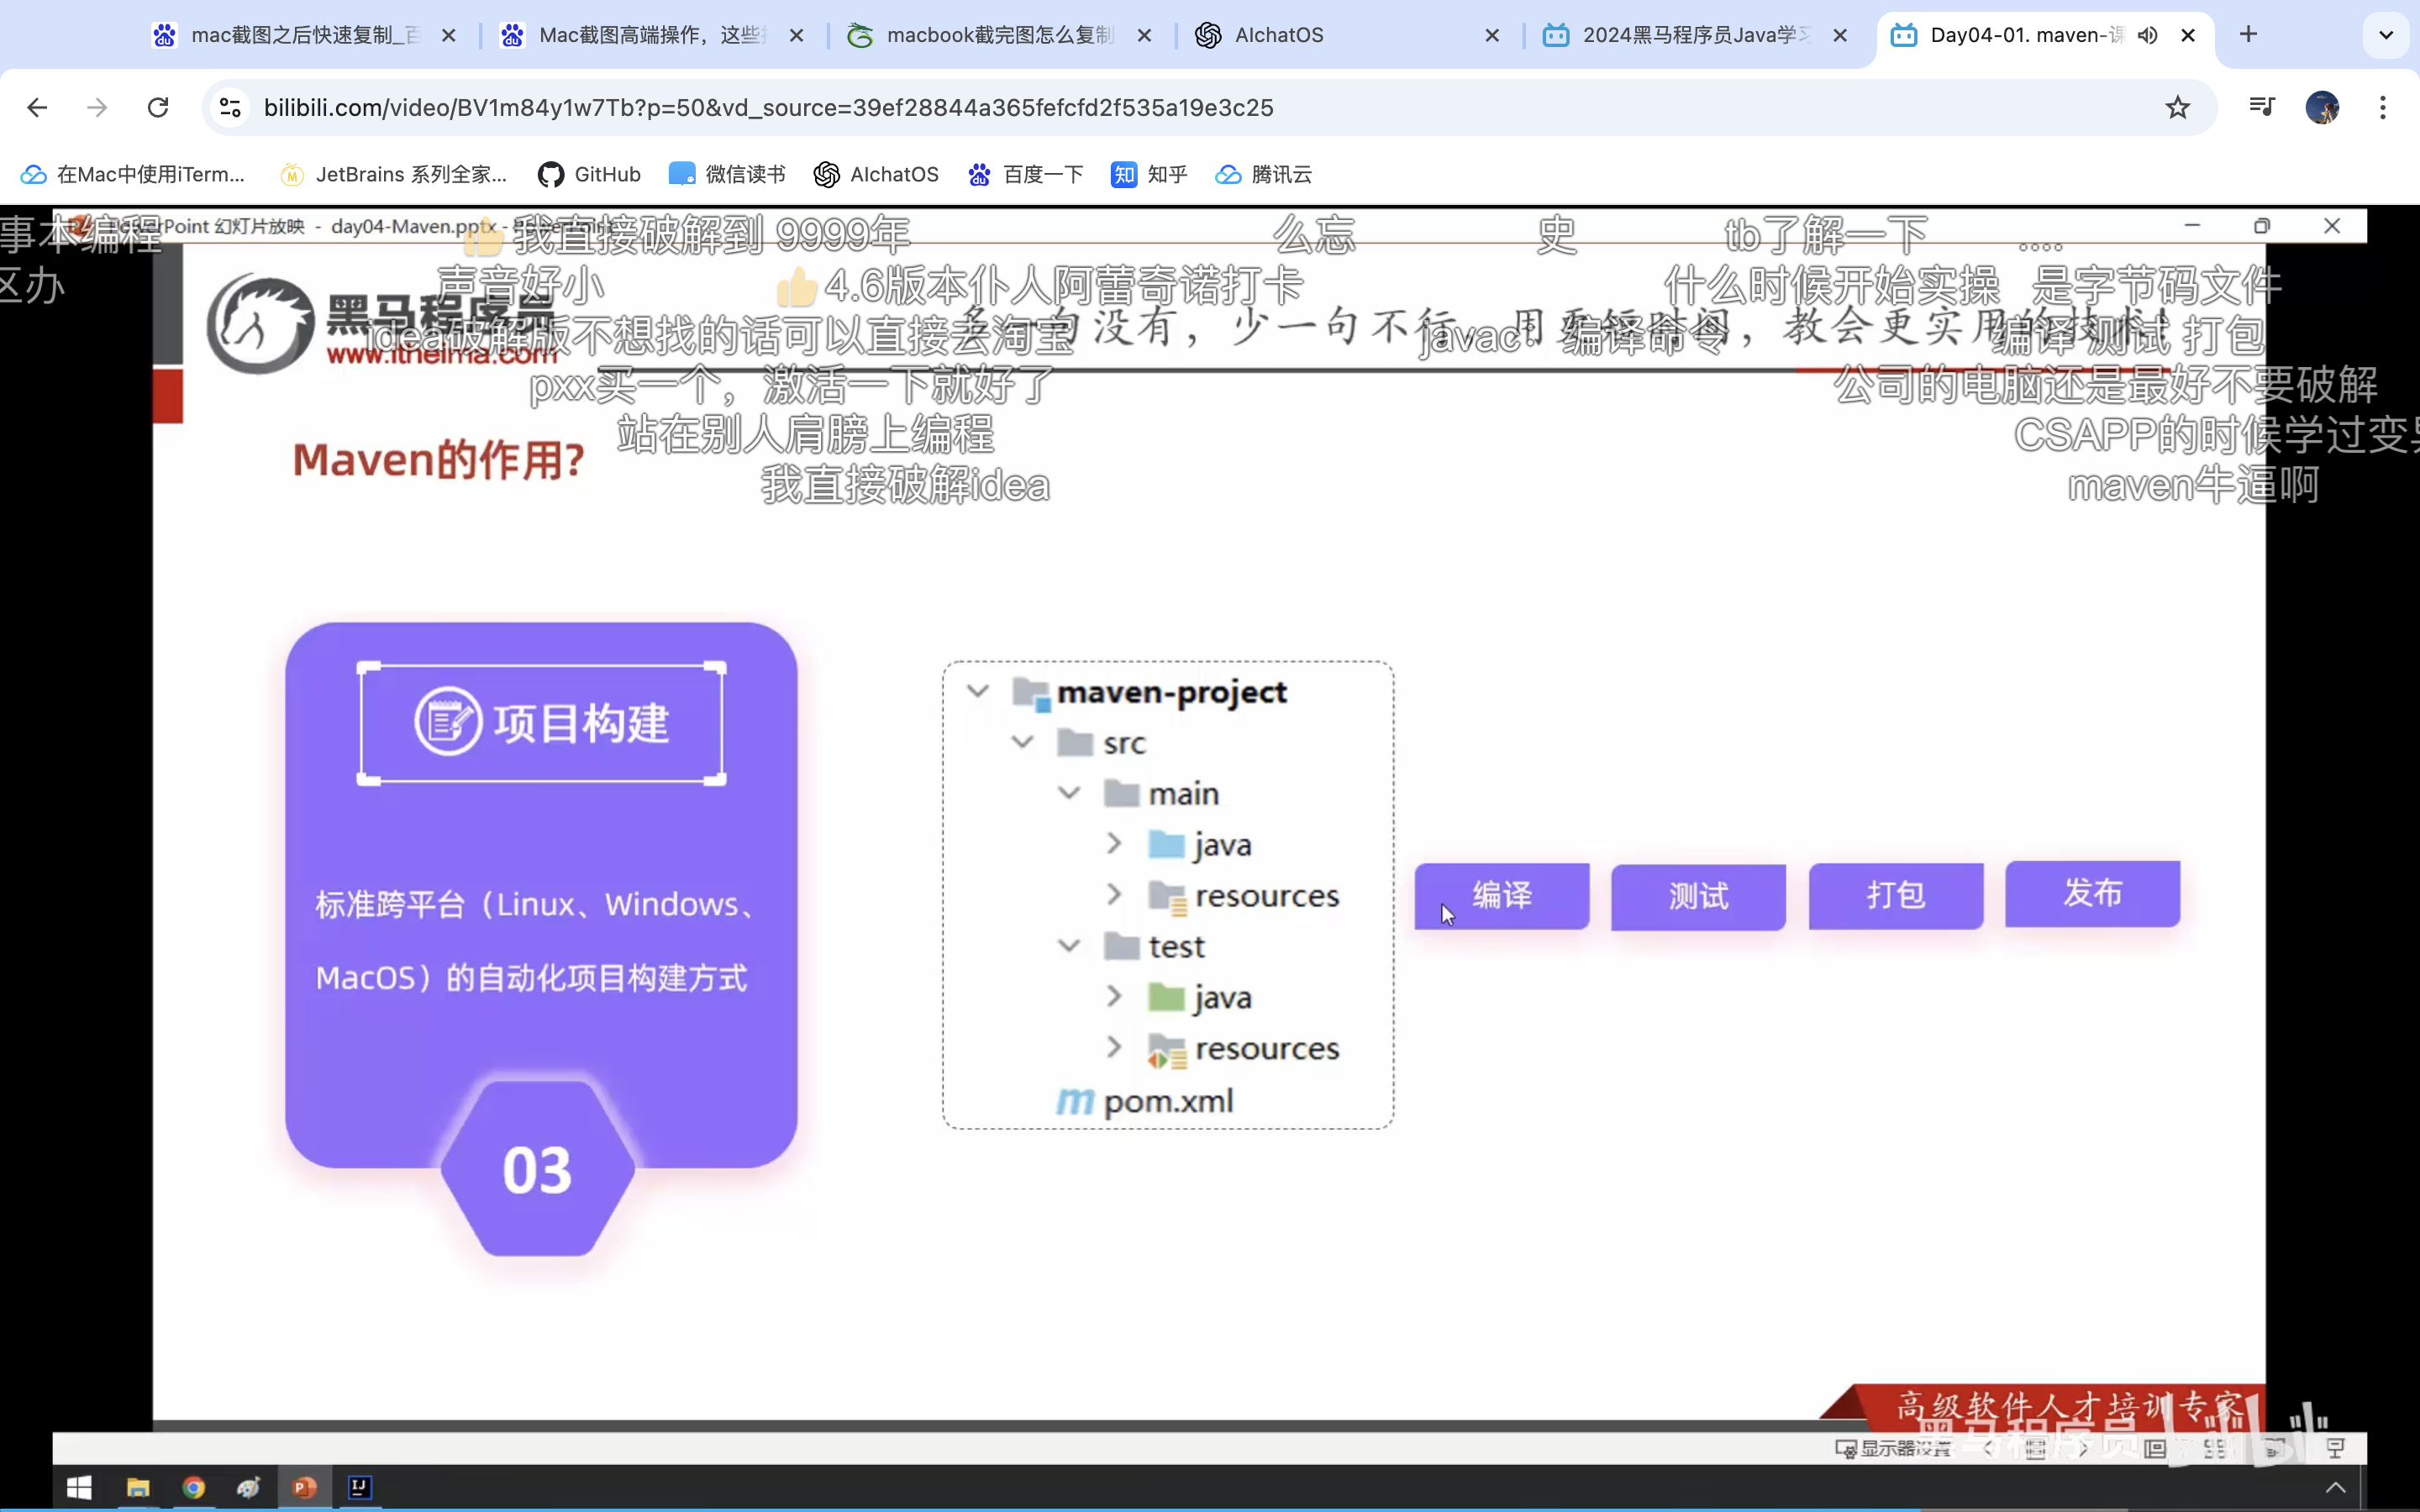 mac截图之后快速复制_百
Mac截图高端操作，这些
macbook截完图怎么复制
AIchatOS
2024黑马程序员Java学习
Day04-01. maven-课
bilibili.com/video/BV1m84y1w7Tb?p=50&vd_source=39ef28844a365fefcfd2f535a19e3c25
在Mac中使用iTerm...
JetBrains 系列全家...
GitHub
微信读书
AIchatOS
百度一下
知 知乎
腾讯云
PowerPoint 幻灯片放映 - day04-Maven.pptx -
事本编程
我直接破解到 9999年
么忘
史
tb了解一下
....
区办
声音好小
4.6版本仆人阿蕾奇诺打卡
什么时候开始实操
是字节码文件
黑马程序员
www.itheima.com
多一句没有，少一句不行，用更短时间，教会更实用的技术！
idea破解版不想找的话可以直接去淘宝
javac：编译命令
编译 测试 打包
pxx买一个，激活一下就好了
公司的电脑还是最好不要破解
站在别人肩膀上编程
CSAPP的时候学过变
我直接破解idea
maven牛逼啊
Maven的作用?
项目构建
标准跨平台（Linux、Windows、
MacOS）的自动化项目构建方式
03
maven-project
src
main
java
resources
test
java
resources
m pom.xml
编译
测试
打包
发布
高级软件人才培训专家
黑马程序员
显示器设置